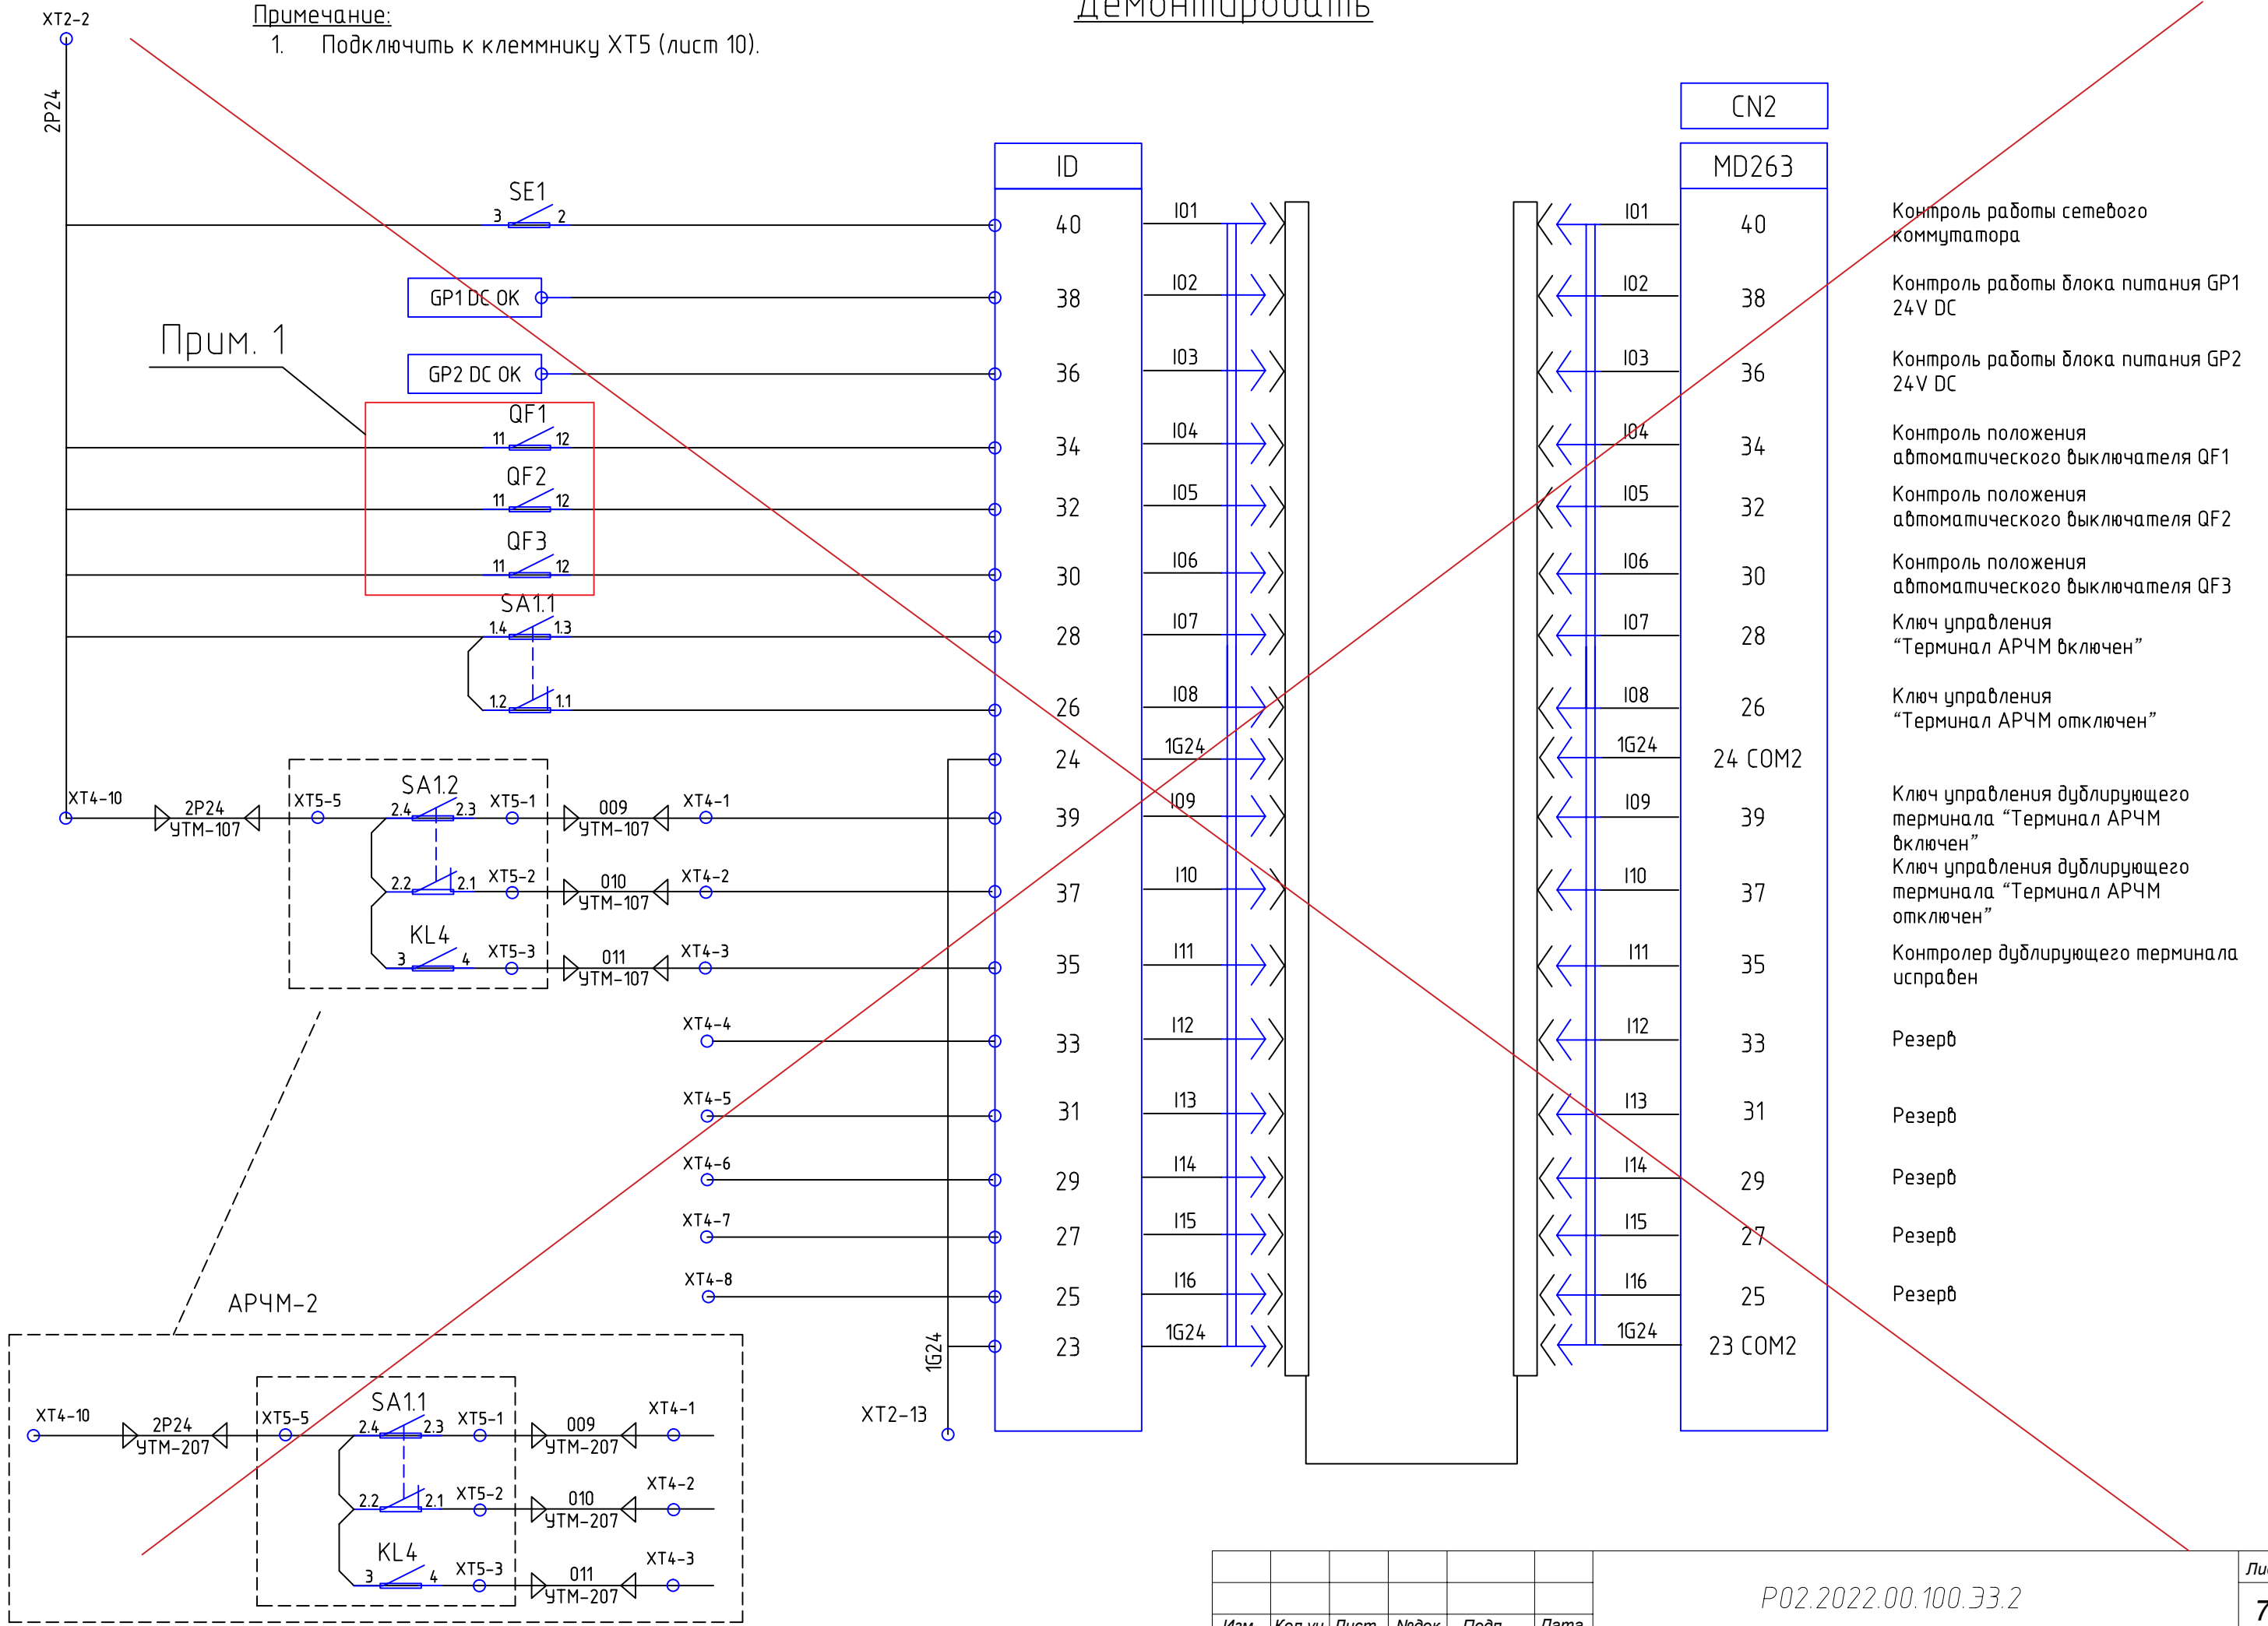 XT2-2
Примечание:
1. Подключить к клеммнику XT5 (лист 10).
Демонтировать
2P24
CN2
ID
MD263
SE1
3 2
40
I01
I01
40
Контроль работы сетевого
коммутатора
GP1 DC OK
38
I02
I02
38
Контроль работы блока питания GP1
24V DC
Прим. 1
GP2 DC OK
36
I03
I03
36
Контроль работы блока питания GP2
24V DC
QF1
11 12
34
I04
I04
34
Контроль положения
автоматического выключателя QF1
QF2
11 12
32
I05
I05
32
Контроль положения
автоматического выключателя QF2
QF3
11 12
30
I06
I06
30
Контроль положения
автоматического выключателя QF3
SA1.1
1.4 1.3
28
I07
I07
28
Ключ управления
“Терминал АРЧМ включен”
1.2 1.1
26
I08
I08
26
Ключ управления
“Терминал АРЧМ отключен”
24
1G24
1G24
24 COM2
XT4-10
2P24
УТМ-107
XT5-5
SA1.2
2.4 2.3
XT5-1
009
УТМ-107
XT4-1
39
I09
I09
39
Ключ управления дублирующего
терминала “Терминал АРЧМ
включен”
2.2 2.1
XT5-2
010
УТМ-107
XT4-2
37
I10
I10
37
Ключ управления дублирующего
терминала “Терминал АРЧМ
отключен”
KL4
3 4
XT5-3
011
УТМ-107
XT4-3
35
I11
I11
35
Контролер дублирующего терминала
исправен
XT4-4
33
I12
I12
33
Резерв
XT4-5
31
I13
I13
31
Резерв
XT4-6
29
I14
I14
29
Резерв
XT4-7
27
I15
I15
27
Резерв
XT4-8
25
I16
I16
25
Резерв
1G24
23
1G24
1G24
23 COM2
XT2-13
АРЧМ-2
XT4-10
2P24
УТМ-207
XT5-5
SA1.1
2.4 2.3
XT5-1
009
УТМ-207
XT4-1
2.2 2.1
XT5-2
010
УТМ-207
XT4-2
KL4
3 4
XT5-3
011
УТМ-207
XT4-3
Изм. Кол.уч Лист №док Подп. Дата
P02.2022.00.100.ЭЗ.2
7